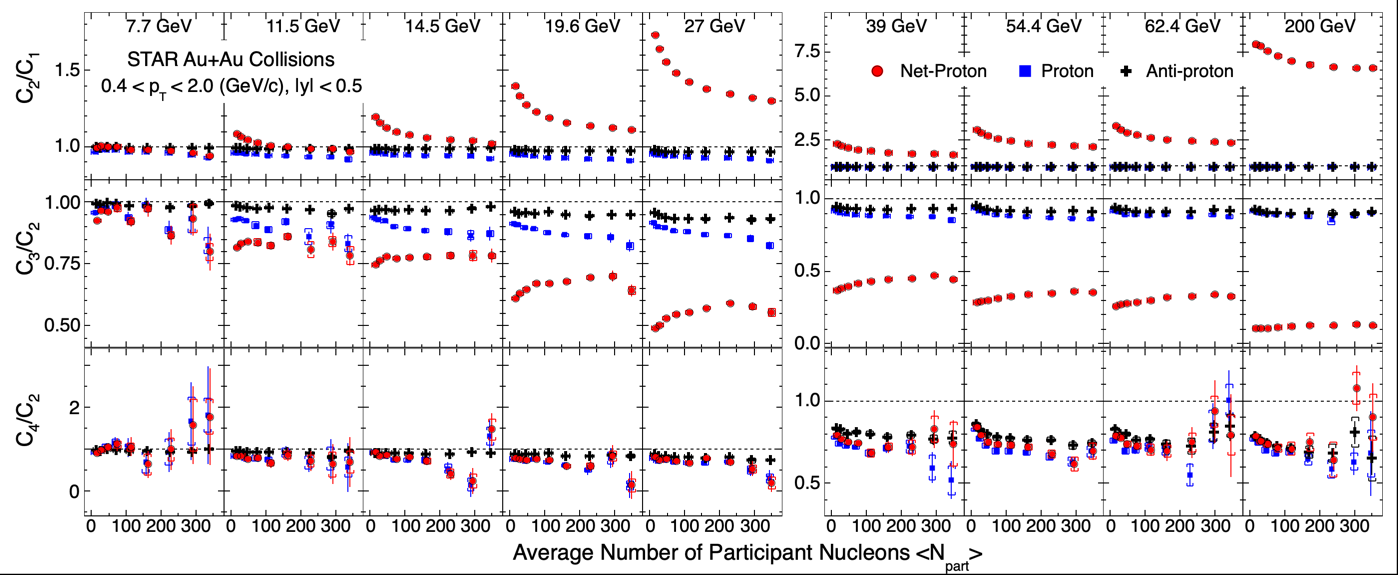 7.7 GeV 11.5 GeV 14.5 GeV 19.6 GeV 27 GeV 39 GeV 54.4 GeV 62.4 GeV 200 GeV
STAR Au+Au Collisions
0.4 < p_T < 2.0 (GeV/c), |y| < 0.5
Net-Proton Proton Anti-proton
C₂/C₁
1.5
1.0
7.5
5.0
2.5
C₃/C₂
1.00
0.75
0.50
1.0
0.5
0.0
C₄/C₂
2
1
0
1.0
0.5
0 100 200 300 0 100 200 300 0 100 200 300 0 100 200 300 0 100 200 300 0 100 200 300 0 100 200 300 0 100 200 300 0 100 200 300
Average Number of Participant Nucleons <N_part>